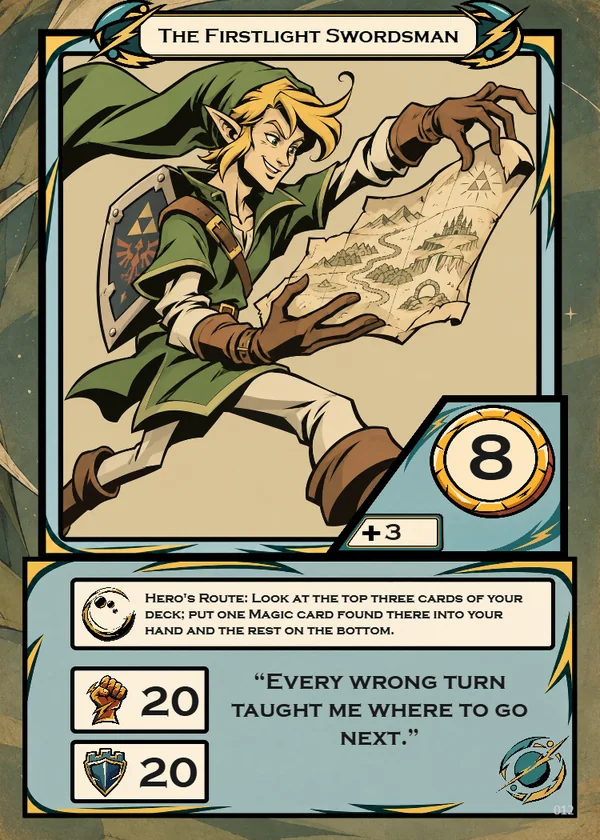 The Firstlight Swordsman
8
+3
Hero's Route: Look at the top three cards of your
deck; put one Magic card found there into your
hand and the rest on the bottom.
20
20
“Every wrong turn
taught me where to go
next.”
012